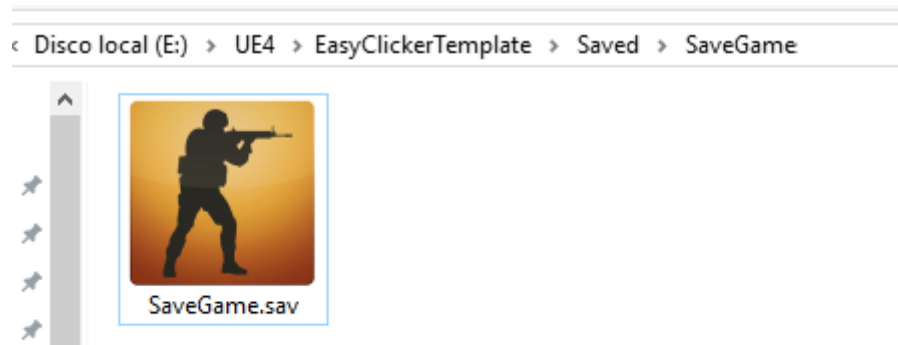 ‹ Disco local (E:) › UE4 › EasyClickerTemplate › Saved › SaveGame
SaveGame.sav